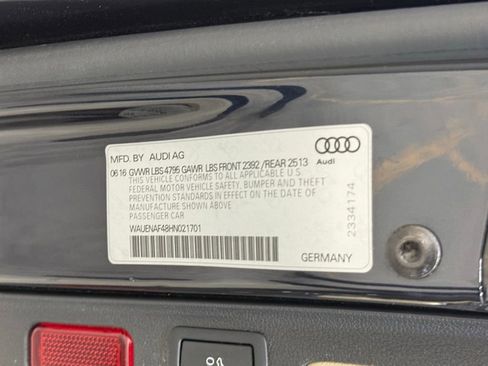 MFD. BY AUDI AG
Audi
06 16 GVWR LBS 4796 GAWR LBS FRONT 2392 /REAR 2513
THIS VEHICLE CONFORMS TO ALL APPLICABLE U.S.
FEDERAL MOTOR VEHICLE SAFETY, BUMPER AND THEFT
PREVENTION STANDARDS IN EFFECT ON THE DATE OF
MANUFACTURE SHOWN ABOVE
PASSENGER CAR
WAUENAF48HN021701
GERMANY
2334174